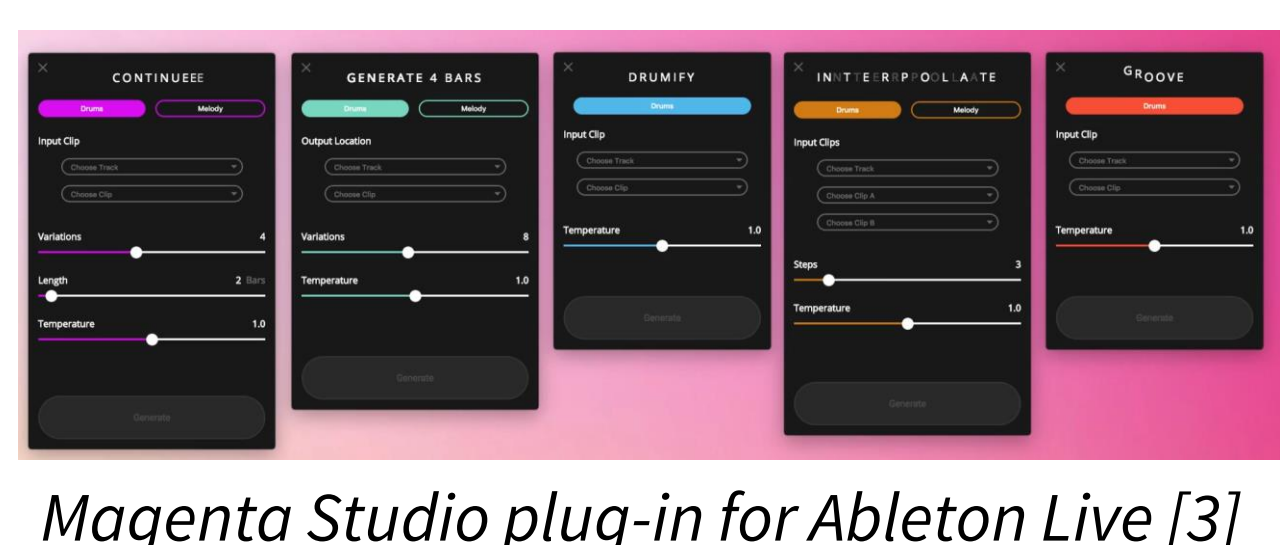 CONTINUEEE
Drums Melody
Input Clip
Choose Track
Choose Clip
Variations 4
Length 2 Bars
Temperature 1.0
Generate
GENERATE 4 BARS
Drums Melody
Output Location
Choose Track
Choose Clip
Variations 8
Temperature 1.0
Generate
DRUMIFY
Drums
Input Clip
Choose Track
Choose Clip
Temperature 1.0
Generate
INNTTEERRPPOOLLAATE
Drums Melody
Input Clips
Choose Track
Choose Clip A
Choose Clip B
Steps 3
Temperature 1.0
Generate
GROOVE
Drums
Input Clip
Choose Track
Choose Clip
Temperature 1.0
Generate
Magenta Studio plug-in for Ableton Live [3]